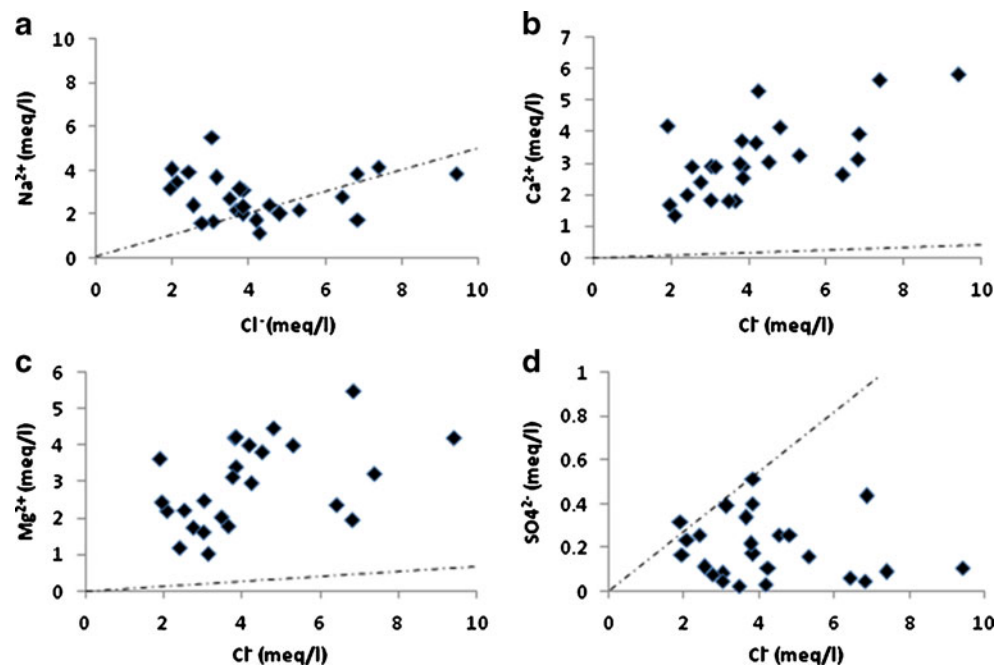 a
10
8
6
4
2
0
Na²⁺ (meq/l)
0 2 4 6 8 10
Cl⁻ (meq/l)
b
7
6
5
4
3
2
1
0
Ca²⁺ (meq/l)
0 2 4 6 8 10
Cl⁻ (meq/l)
c
6
5
4
3
2
1
0
Mg²⁺ (meq/l)
0 2 4 6 8 10
Cl⁻ (meq/l)
d
1
0.8
0.6
0.4
0.2
0
SO4²⁻ (meq/l)
0 2 4 6 8 10
Cl⁻ (meq/l)